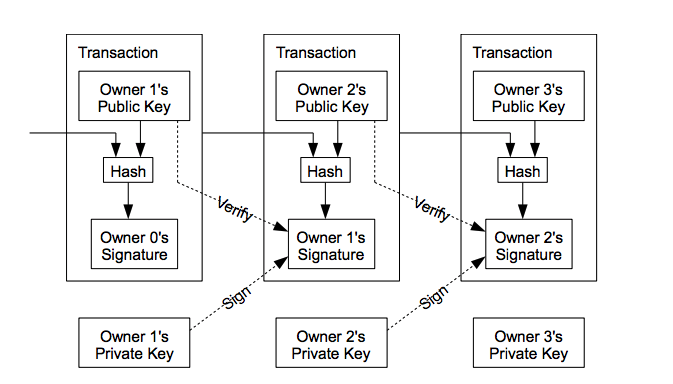 Transaction
Transaction
Transaction
Owner 1's
Public Key
Owner 2's
Public Key
Owner 3's
Public Key
Hash
Hash
Hash
Verify
Verify
Owner 0's
Signature
Owner 1's
Signature
Owner 2's
Signature
Sign
Sign
Owner 1's
Private Key
Owner 2's
Private Key
Owner 3's
Private Key